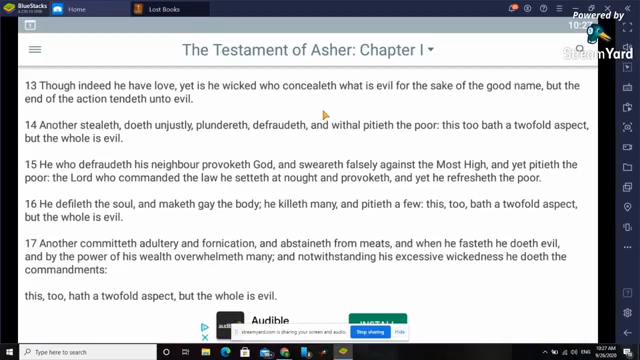 BlueStacks
Home
Lost Books
Powered by
StreamYard
10:27
The Testament of Asher: Chapter I
13 Though indeed he have love, yet is he wicked who concealeth what is evil for the sake of the good name, but the
end of the action tendeth unto evil.
14 Another stealeth, doeth unjustly, plundereth, defraudeth, and withal pitieth the poor: this too bath a twofold aspect,
but the whole is evil.
15 He who defraudeth his neighbour provoketh God, and sweareth falsely against the Most High, and yet pitieth the
poor: the Lord who commanded the law he setteth at nought and provoketh, and yet he refresheth the poor.
16 He defileth the soul, and maketh gay the body; he killeth many, and pitieth a few: this, too, bath a twofold aspect,
but the whole is evil.
17 Another committeth adultery and fornication, and abstaineth from meats, and when he fasteth he doeth evil,
and by the power of his wealth overwhelmeth many; and notwithstanding his excessive wickedness he doeth the
commandments:
this, too, hath a twofold aspect, but the whole is evil.
Audible
INSTALL
streamyard.com is sharing your screen and audio.
Stop sharing
Hide
Type here to search
ENG
10:27 AM
9/26/2020